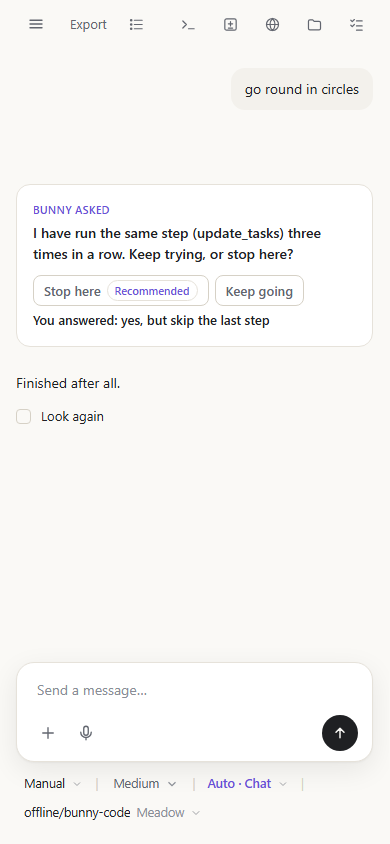 Export
go round in circles
BUNNY ASKED
I have run the same step (update_tasks) three
times in a row. Keep trying, or stop here?
Stop here Recommended Keep going
You answered: yes, but skip the last step
Finished after all.
Look again
Send a message...
Manual | Medium | Auto · Chat |
offline/bunny-code Meadow